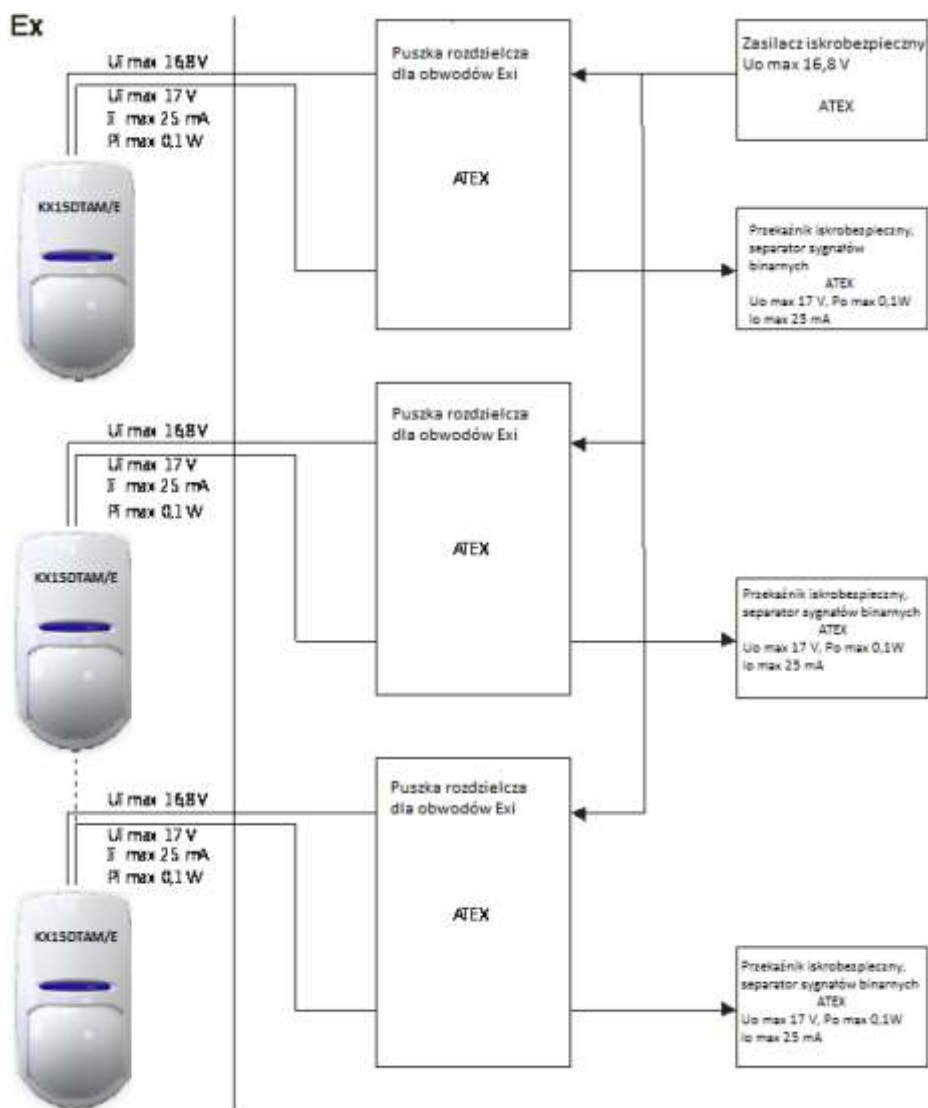 Ex
Ui max 16,8V
Ui max 17 V
Ii max 25 mA
Pi max 0,1 W
KX15DTAM/E
Puszka rozdzielcza
dla obwodów Exi
ATEX
Zasilacz iskrobezpieczny
Uo max 16,8 V
ATEX
Przekaźnik iskrobezpieczny,
separator sygnałów
binarnych
ATEX
Uo max 17 V, Po max 0,1W
Io max 25 mA
Ui max 16,8V
Ui max 17 V
Ii max 25 mA
Pi max 0,1 W
KX15DTAM/E
Puszka rozdzielcza
dla obwodów Exi
ATEX
Przekaźnik iskrobezpieczny,
separator sygnałów binarnych
ATEX
Uo max 17 V, Po max 0,1W
Io max 25 mA
Ui max 16,8V
Ui max 17 V
Ii max 25 mA
Pi max 0,1 W
KX15DTAM/E
Puszka rozdzielcza
dla obwodów Exi
ATEX
Przekaźnik iskrobezpieczny,
separator sygnałów binarnych
ATEX
Uo max 17 V, Po max 0,1W
Io max 25 mA